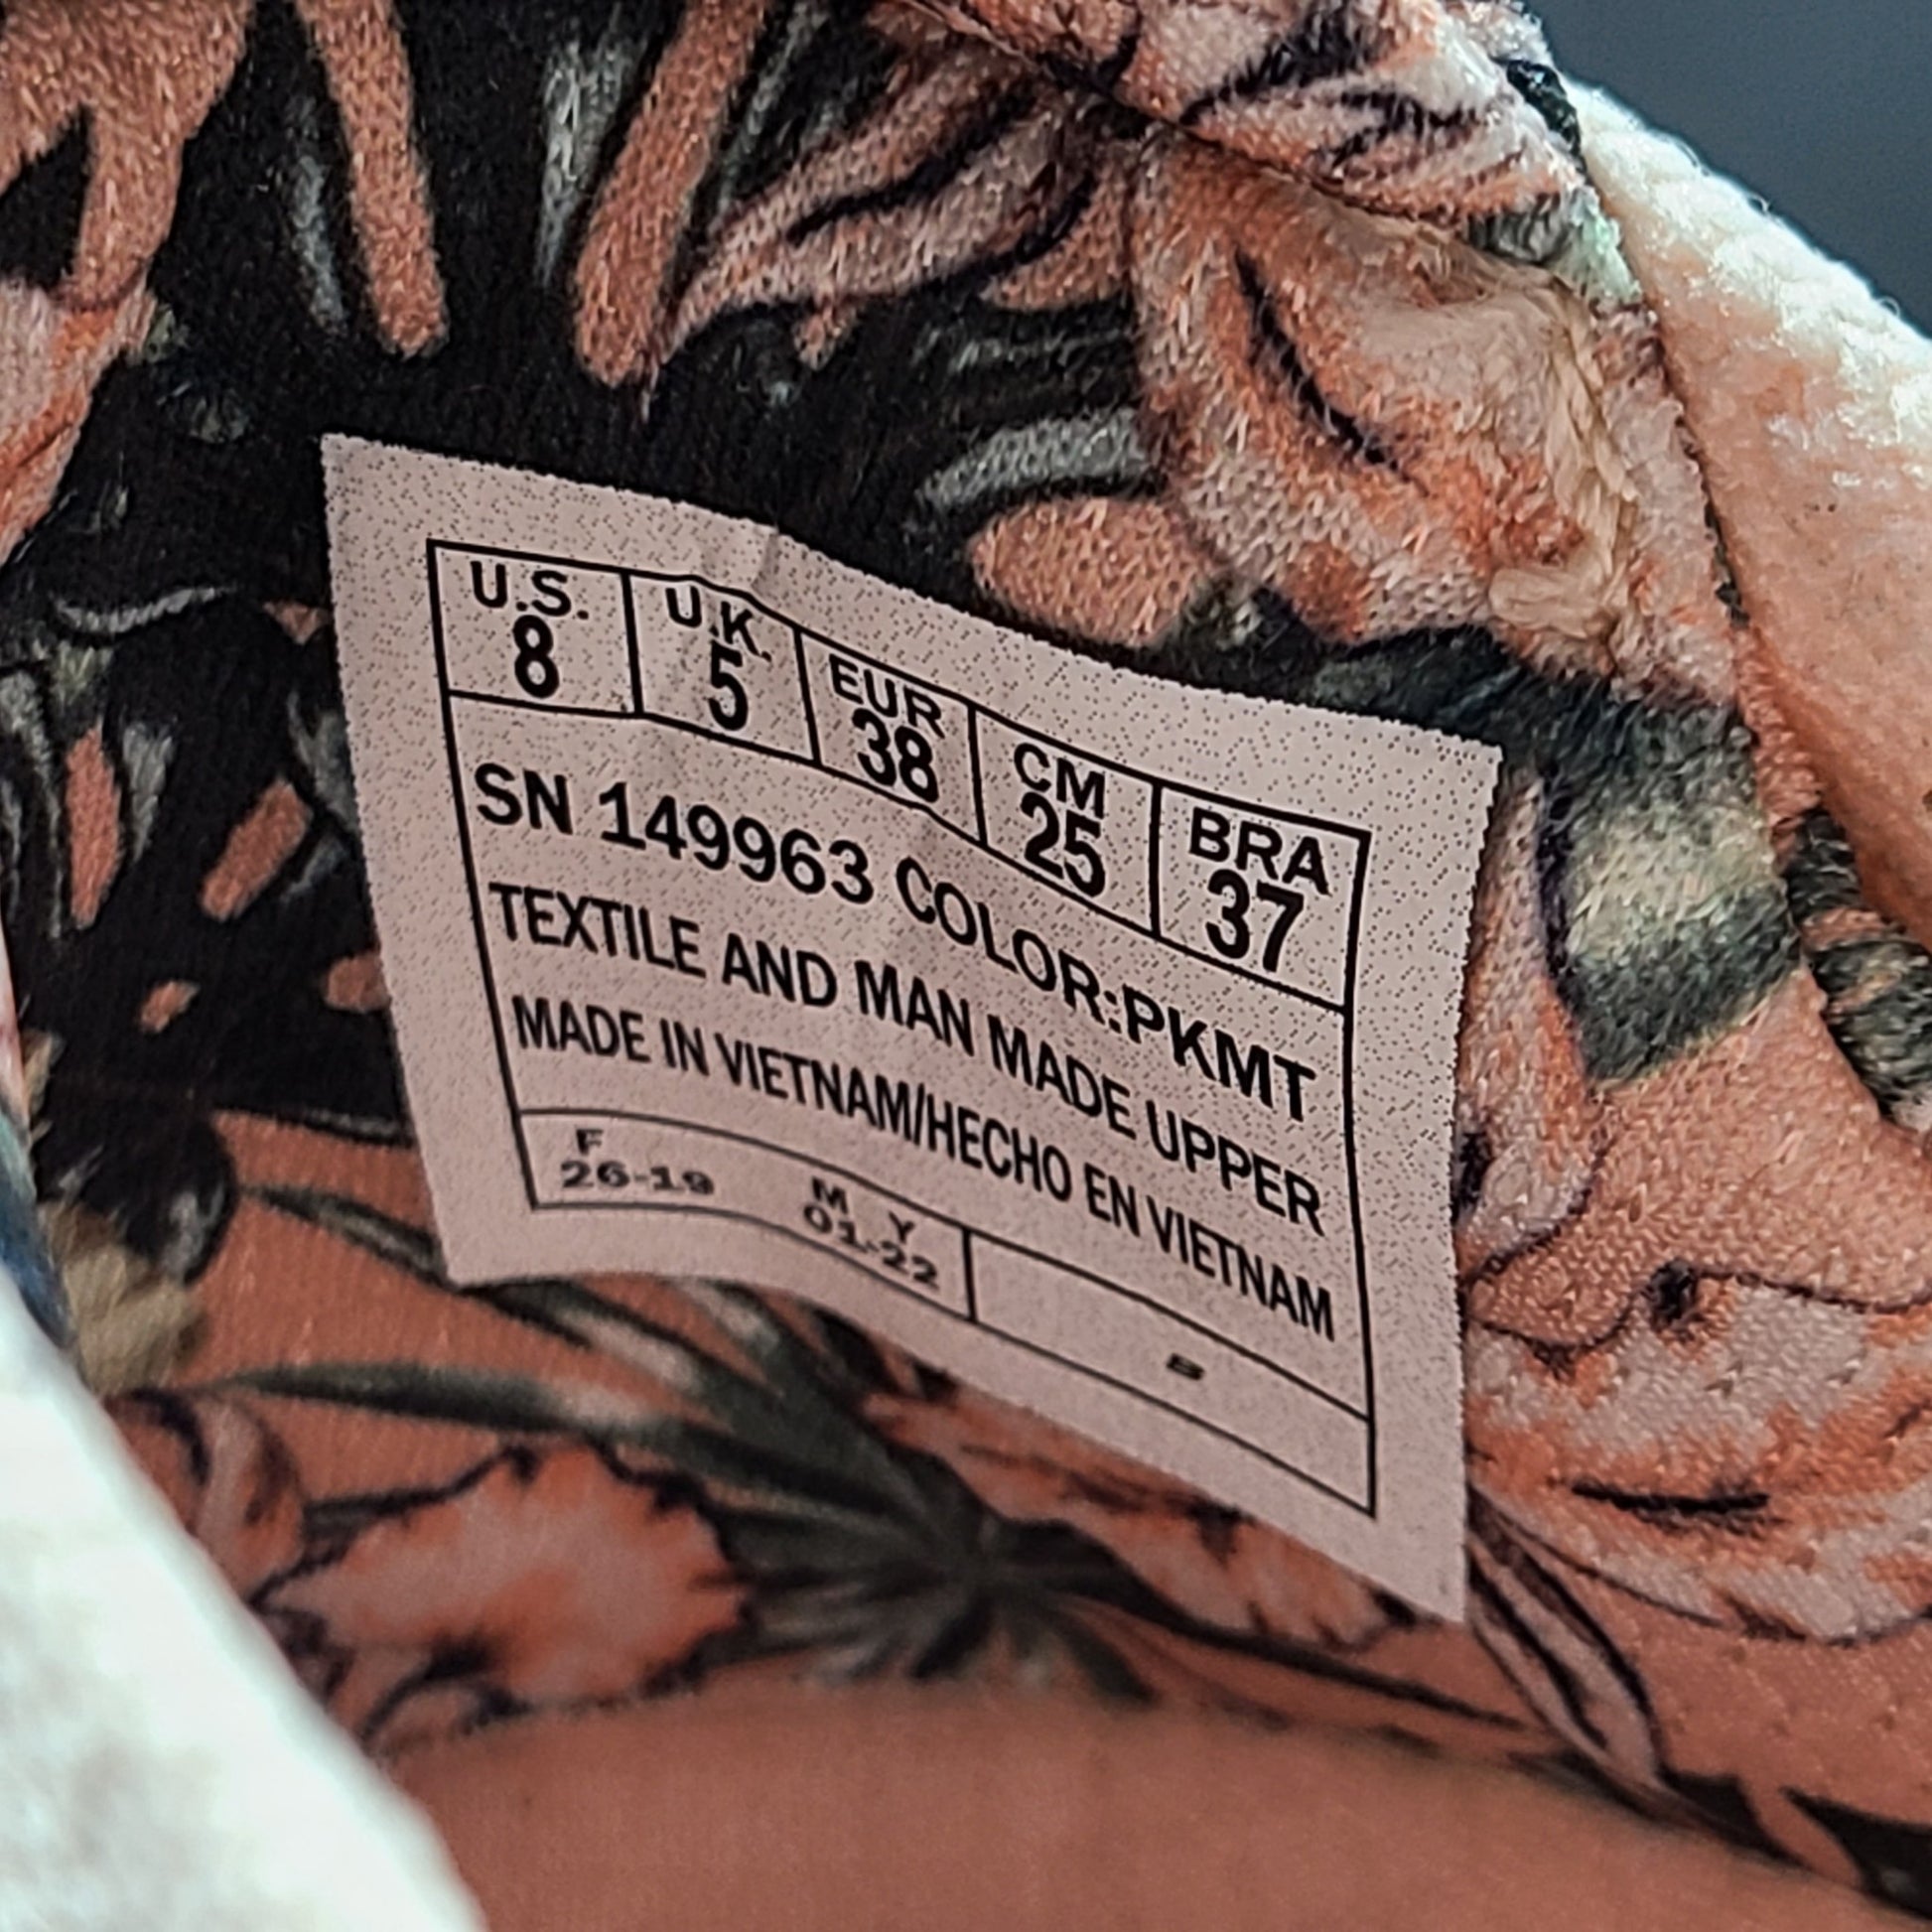 U.S. U.K. EUR CM BRA
8 5 38 25 37
SN 149963 COLOR:PKMT
TEXTILE AND MAN MADE UPPER
MADE IN VIETNAM/HECHO EN VIETNAM
F M Y
26-19 01-22
B